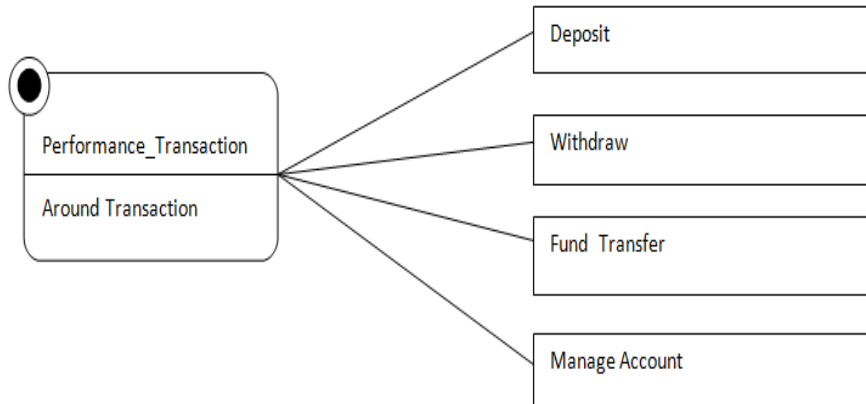 Performance_Transaction
Around Transaction
Deposit
Withdraw
Fund Transfer
Manage Account